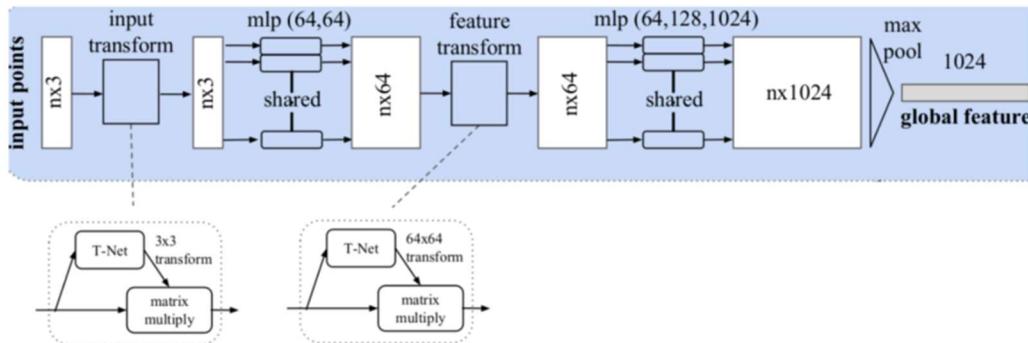 input points
nx3
input
transform
nx3
mlp (64,64)
shared
nx64
feature
transform
nx64
mlp (64,128,1024)
shared
nx1024
max
pool
1024
global feature
T-Net
3x3
transform
matrix
multiply
T-Net
64x64
transform
matrix
multiply